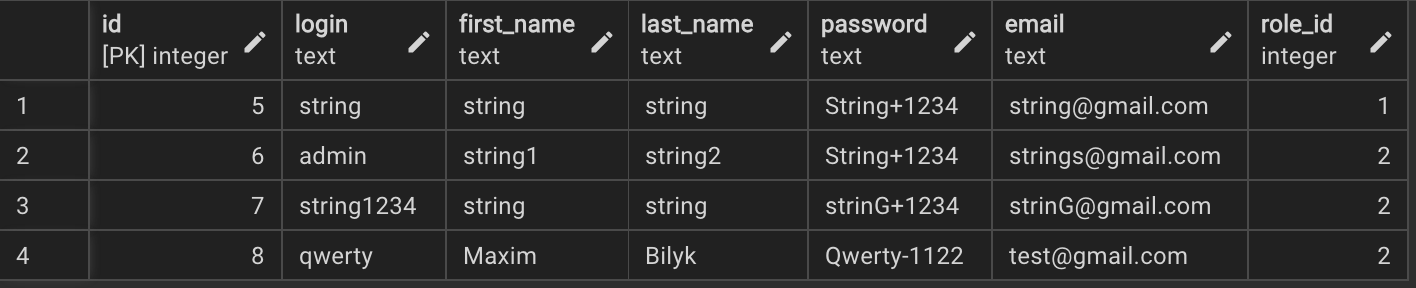 id login first_name last_name password email role_id
[PK] integer text text text text text integer
1 5 string string string String+1234 string@gmail.com 1
2 6 admin string1 string2 String+1234 strings@gmail.com 2
3 7 string1234 string string strinG+1234 strinG@gmail.com 2
4 8 qwerty Maxim Bilyk Qwerty-1122 test@gmail.com 2